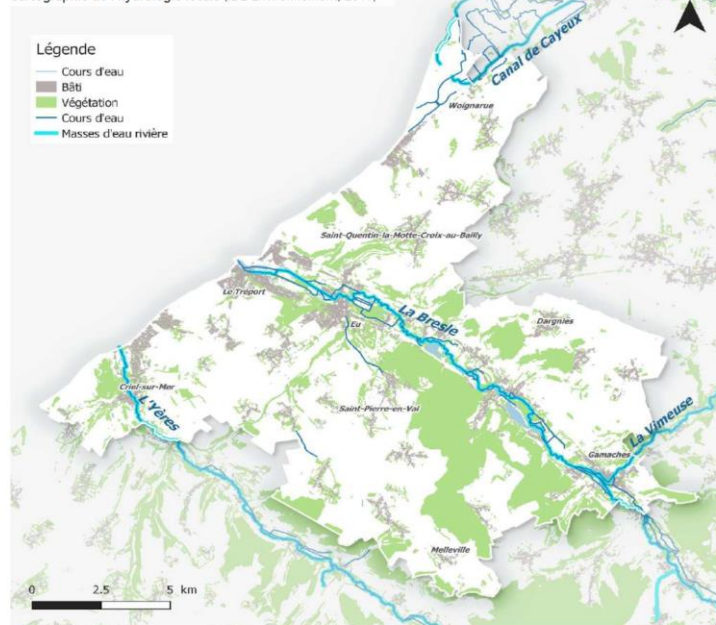 Légende
Cours d'eau
Bâti
Végétation
Cours d'eau
Masses d'eau rivière
Canal de Cayeux
Woignarue
Saint-Quentin-la-Motte-Croix-au-Bailly
Le Tréport
Eu
La Bresle
Dargnies
Criel-sur-Mer
L'Yères
Saint-Pierre-en-Val
La Vimeuse
Gamaches
Melleville
0 2.5 5 km